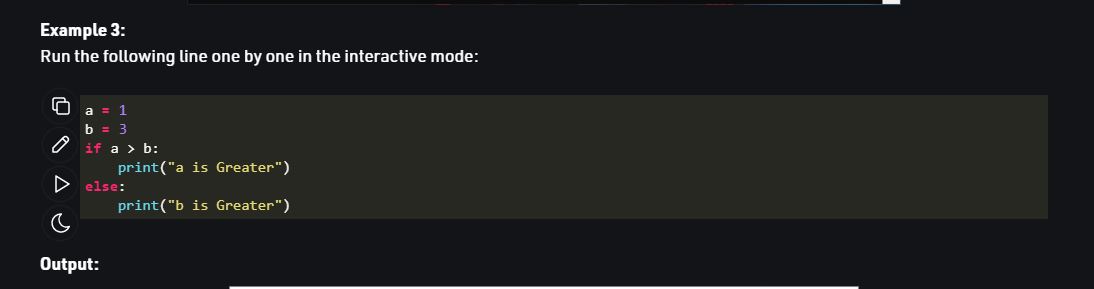 Example 3:
Run the following line one by one in the interactive mode:
a = 1
b = 3
if a > b:
    print("a is Greater")
else:
    print("b is Greater")
Output: